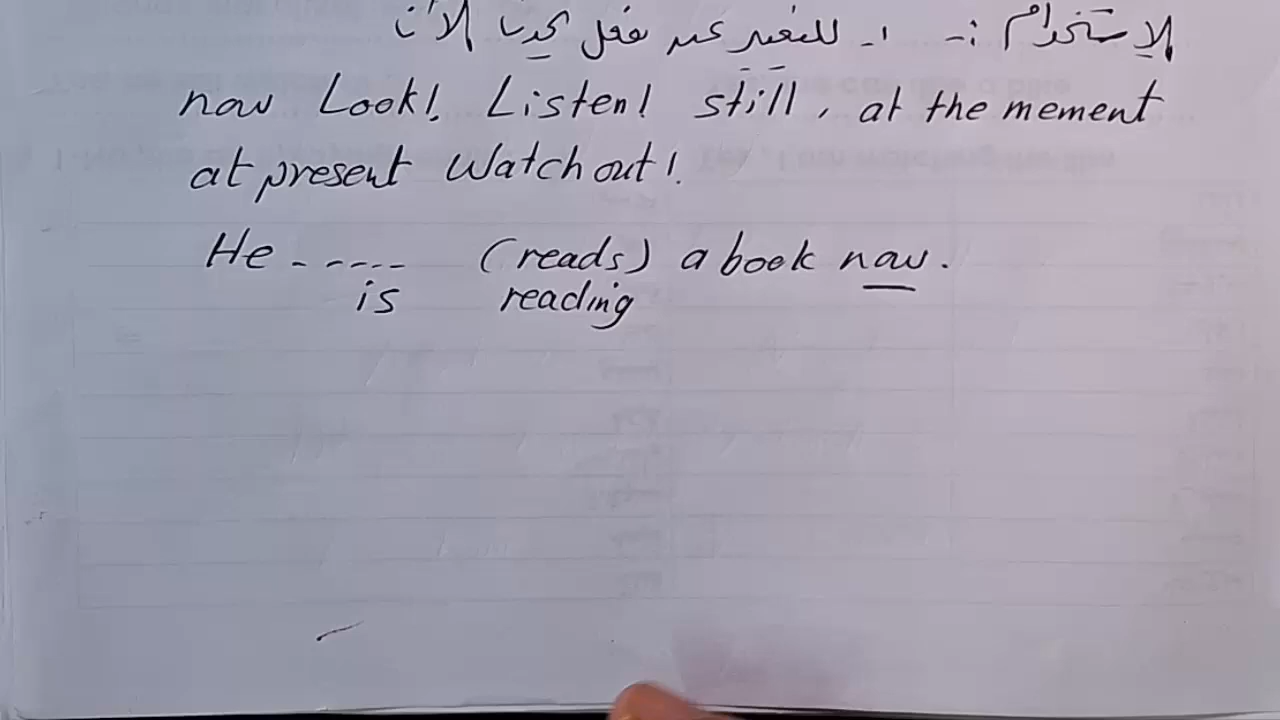 الاستخدام :- ١- للتعبير عن فعل يحدث الآن
now Look! Listen! still, at the mement
at present Watch out!
He ----- (reads) a book now.
is reading